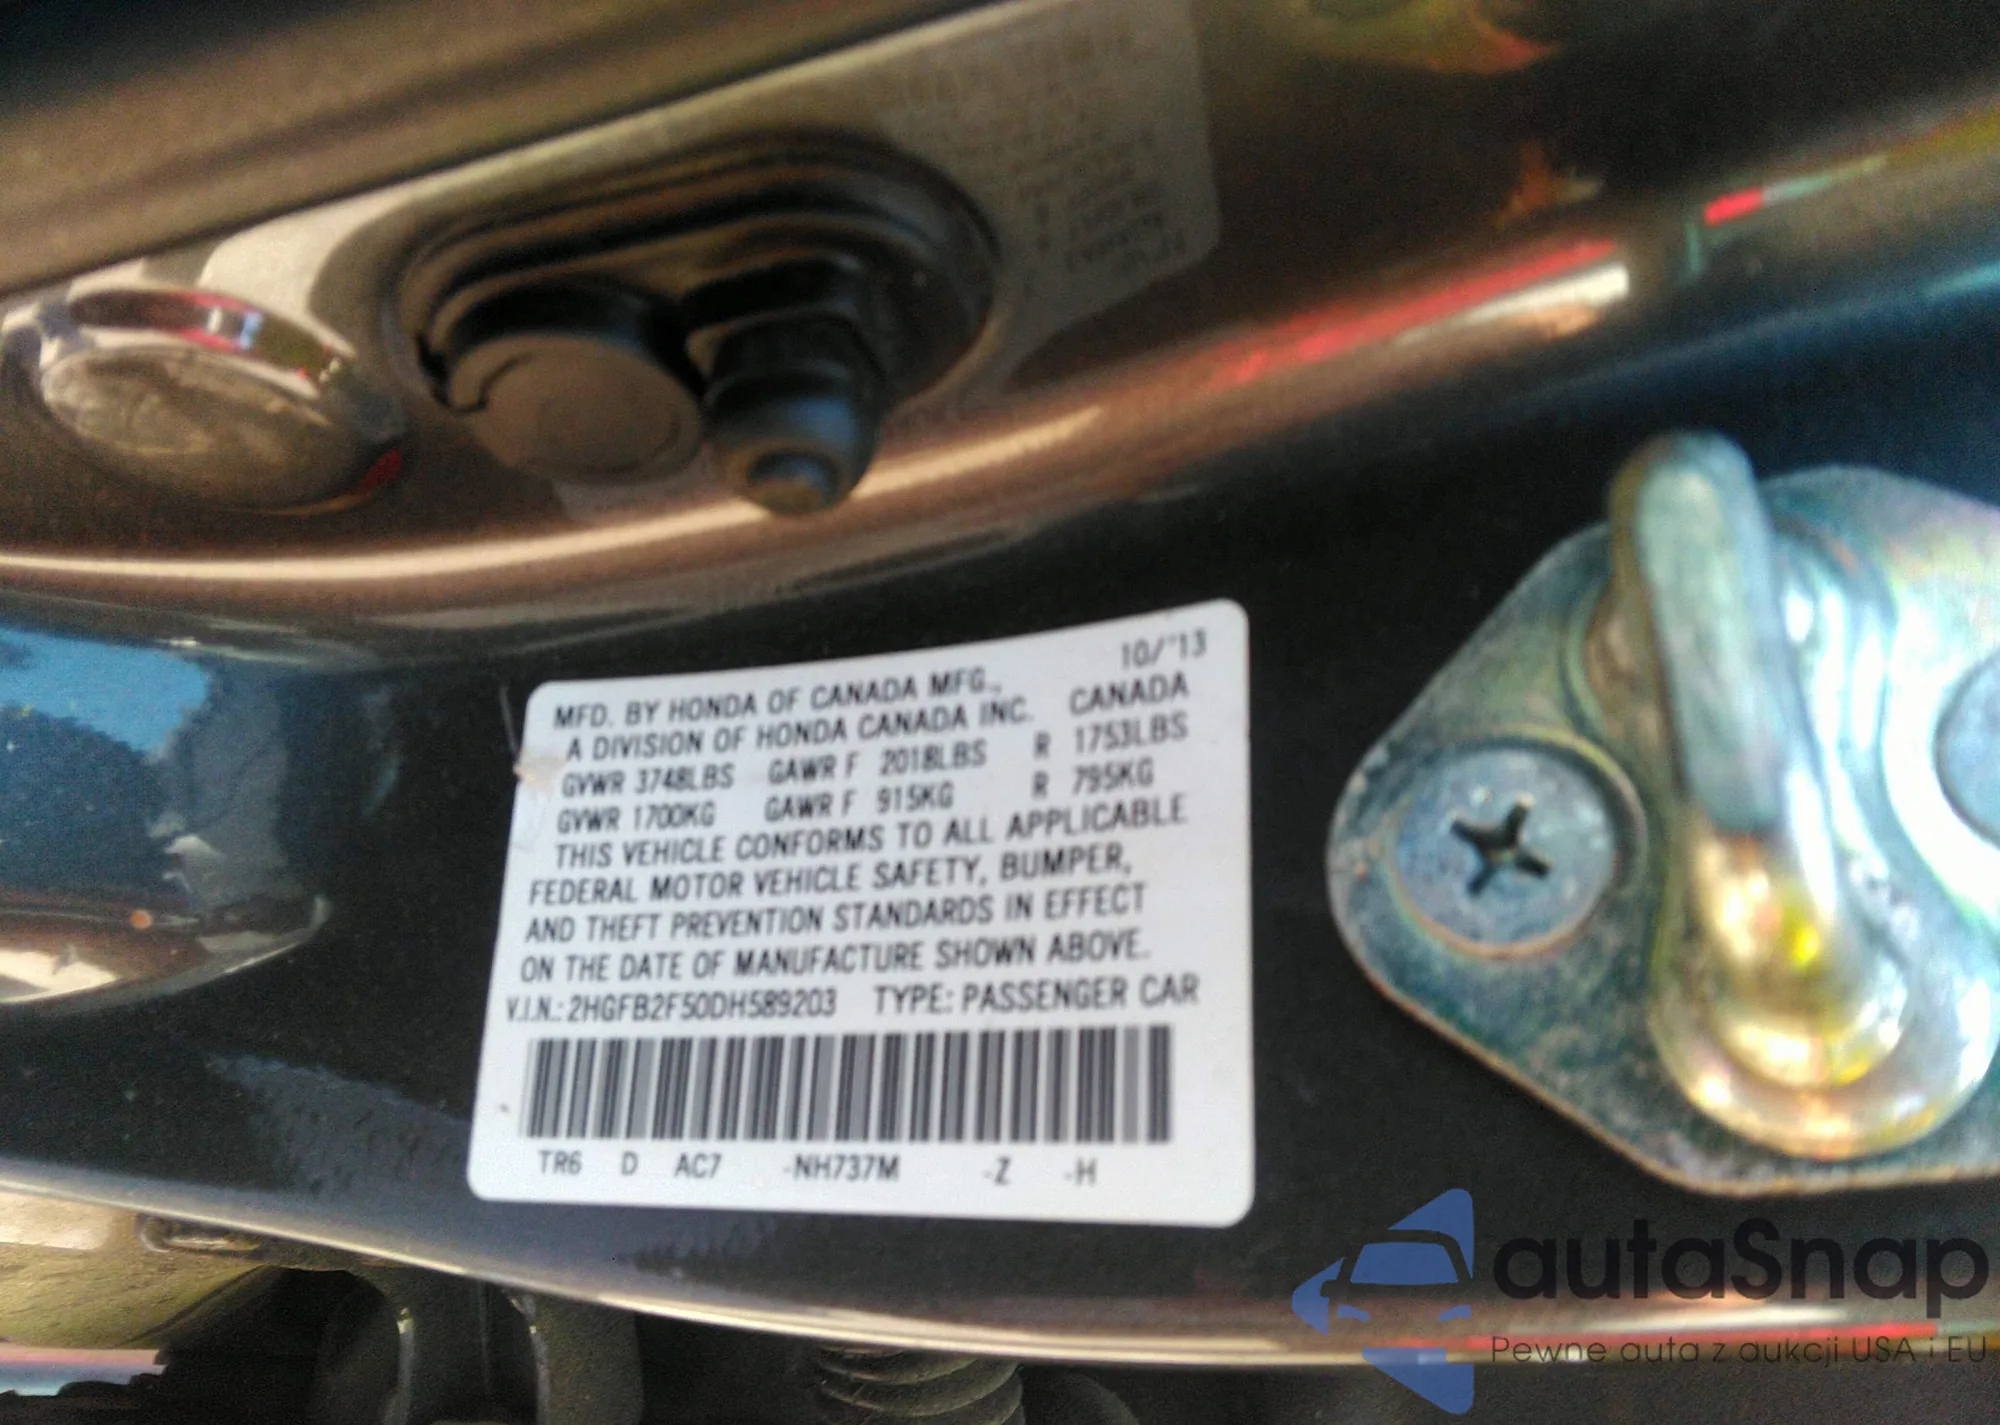 10/'13
MFD. BY HONDA OF CANADA MFG.,
A DIVISION OF HONDA CANADA INC. CANADA
GVWR 3748LBS GAWR F 2018LBS R 1753LBS
GVWR 1700KG GAWR F 915KG R 795KG
THIS VEHICLE CONFORMS TO ALL APPLICABLE
FEDERAL MOTOR VEHICLE SAFETY, BUMPER,
AND THEFT PREVENTION STANDARDS IN EFFECT
ON THE DATE OF MANUFACTURE SHOWN ABOVE.
V.I.N.: 2HGFB2F50DH589203 TYPE: PASSENGER CAR
TR6 D AC7 -NH737M -Z -H
autaSnap
Pewne auta z aukcji USA i EU